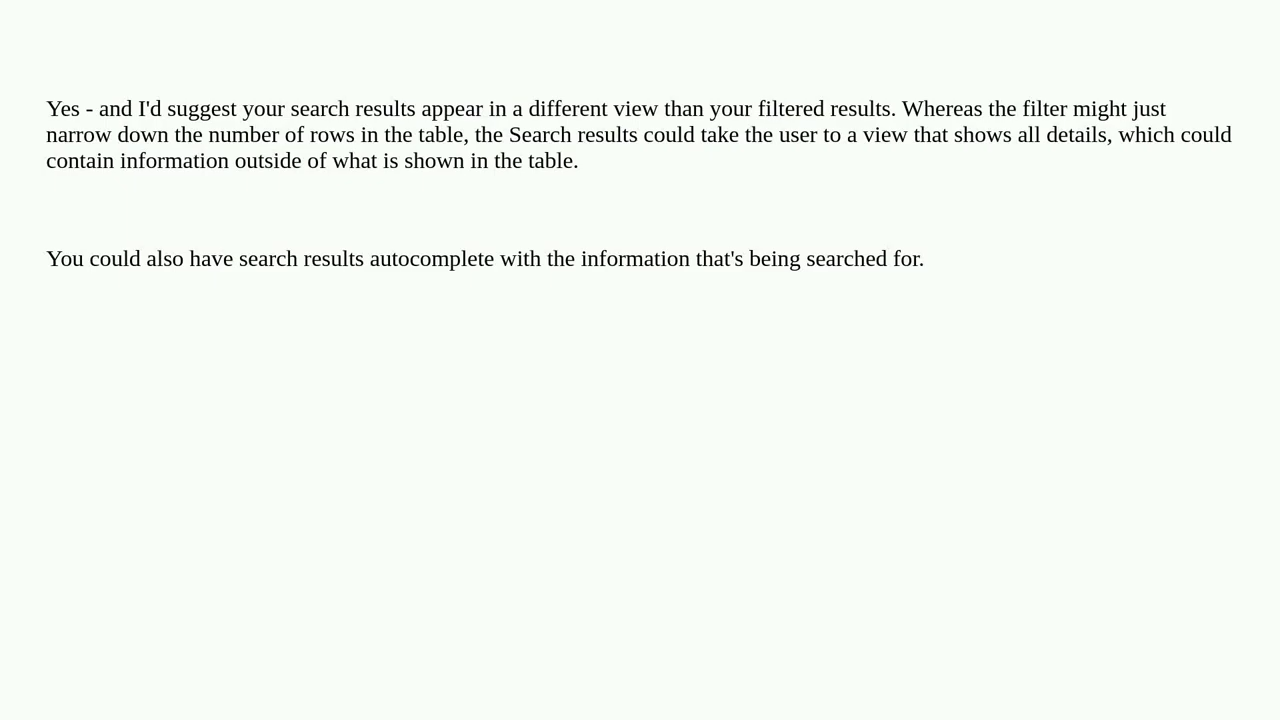 Yes - and I'd suggest your search results appear in a different view than your filtered results. Whereas the filter might just
narrow down the number of rows in the table, the Search results could take the user to a view that shows all details, which could
contain information outside of what is shown in the table.
You could also have search results autocomplete with the information that's being searched for.